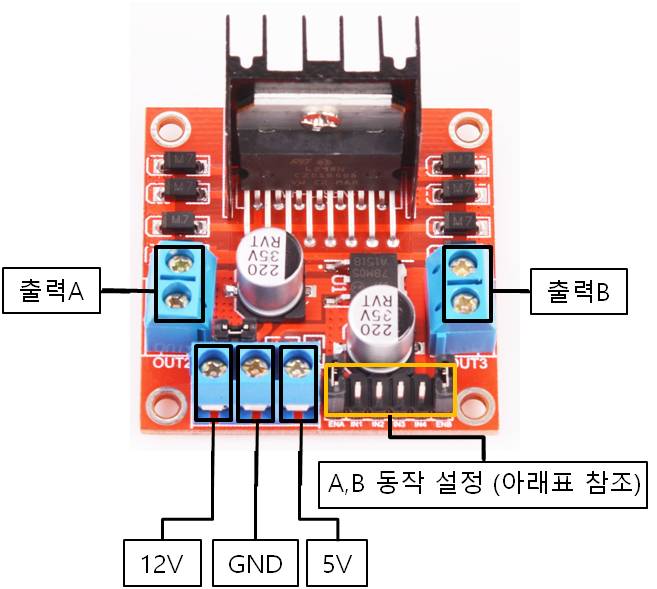 M7
M7
M7
M7
M7
M7
L298N
220
35V
RVT
78M05
A1518
U1
220
35V
RVT
출력A
출력B
OUT2
OUT3
ENA IN1 IN2 IN3 IN4 ENB
A,B 동작 설정 (아래표 참조)
12V GND 5V